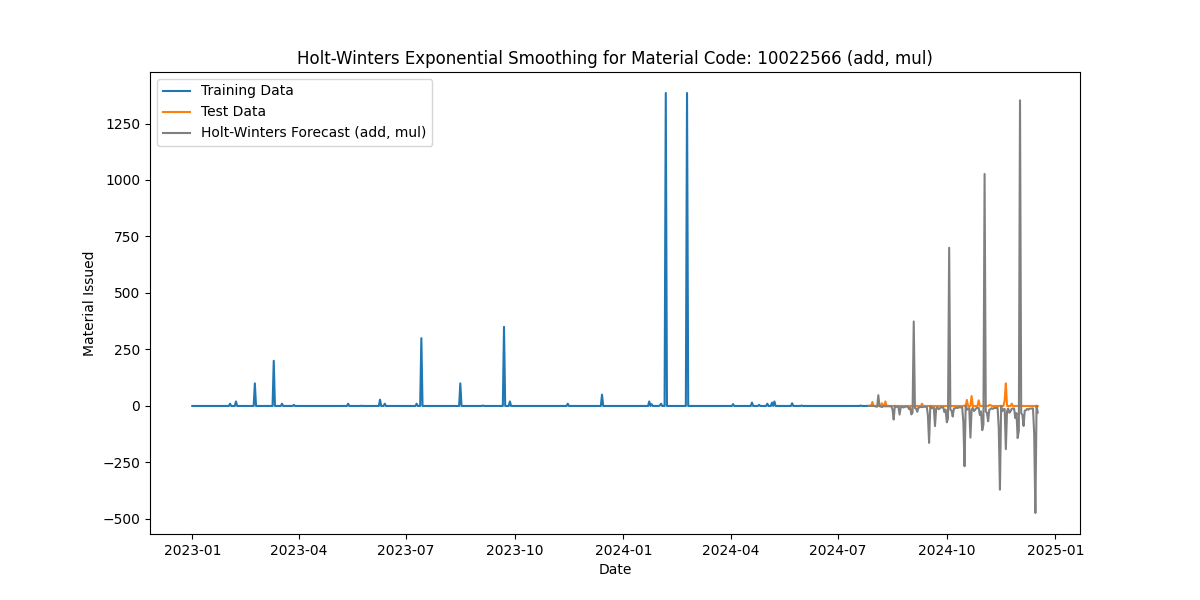 Holt-Winters Exponential Smoothing for Material Code: 10022566 (add, mul)
Training Data
Test Data
Holt-Winters Forecast (add, mul)
Material Issued
1250
1000
750
500
250
0
−250
−500
2023-01 2023-04 2023-07 2023-10 2024-01 2024-04 2024-07 2024-10 2025-01
Date